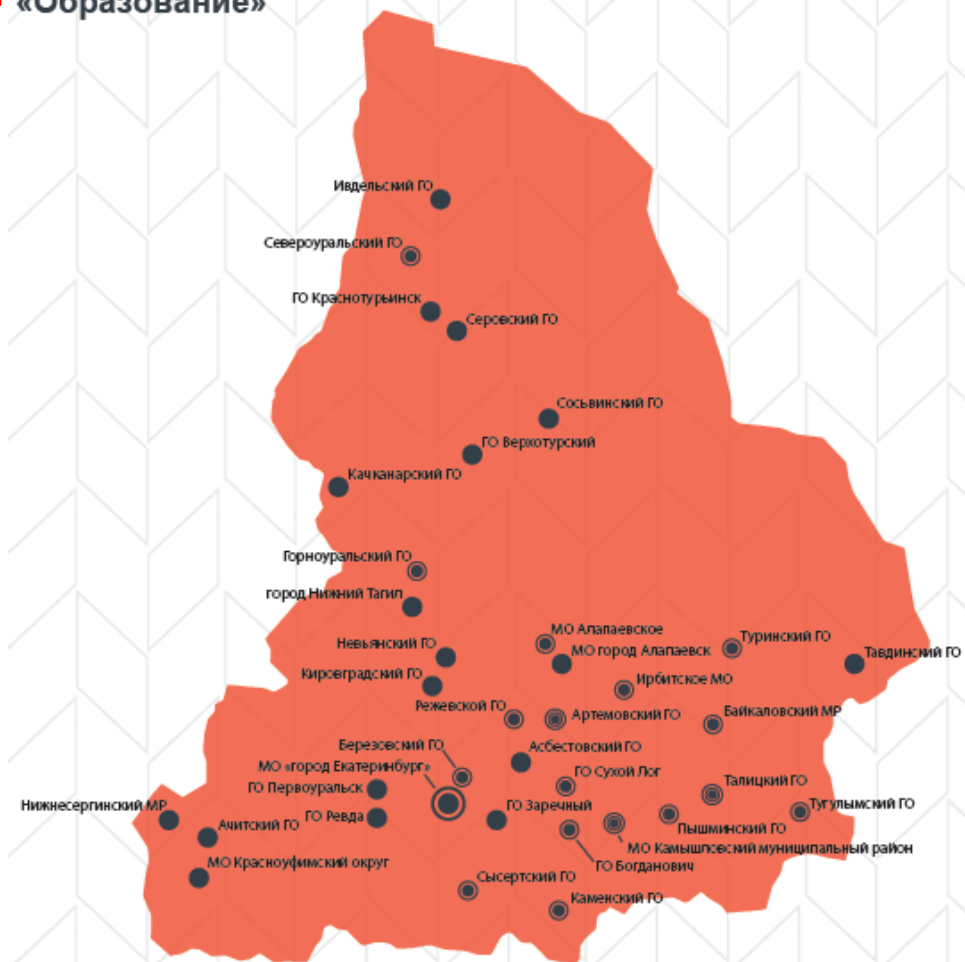 «Образование»
Ивдельский ГО
Североуральский ГО
ГО Краснотурьинск
Серовский ГО
Сосьвинский ГО
ГО Верхотурский
Качканарский ГО
Горноуральский ГО
город Нижний Тагил
МО Алапаевское
Туринский ГО
Невьянский ГО
МО город Алапаевск
Тавдинский ГО
Кировградский ГО
Ирбитское МО
Режевской ГО
Артемовский ГО
Байкаловский МР
Березовский ГО
Асбестовский ГО
МО «город Екатеринбург»
ГО Сухой Лог
Талицкий ГО
ГО Первоуральск
Нижнесергинский МР
ГО Заречный
Тугулымский ГО
ГО Ревда
Ачитский ГО
Пышминский ГО
МО Камышловский муниципальный район
МО Красноуфимский округ
ГО Богданович
Сысертский ГО
Каменский ГО